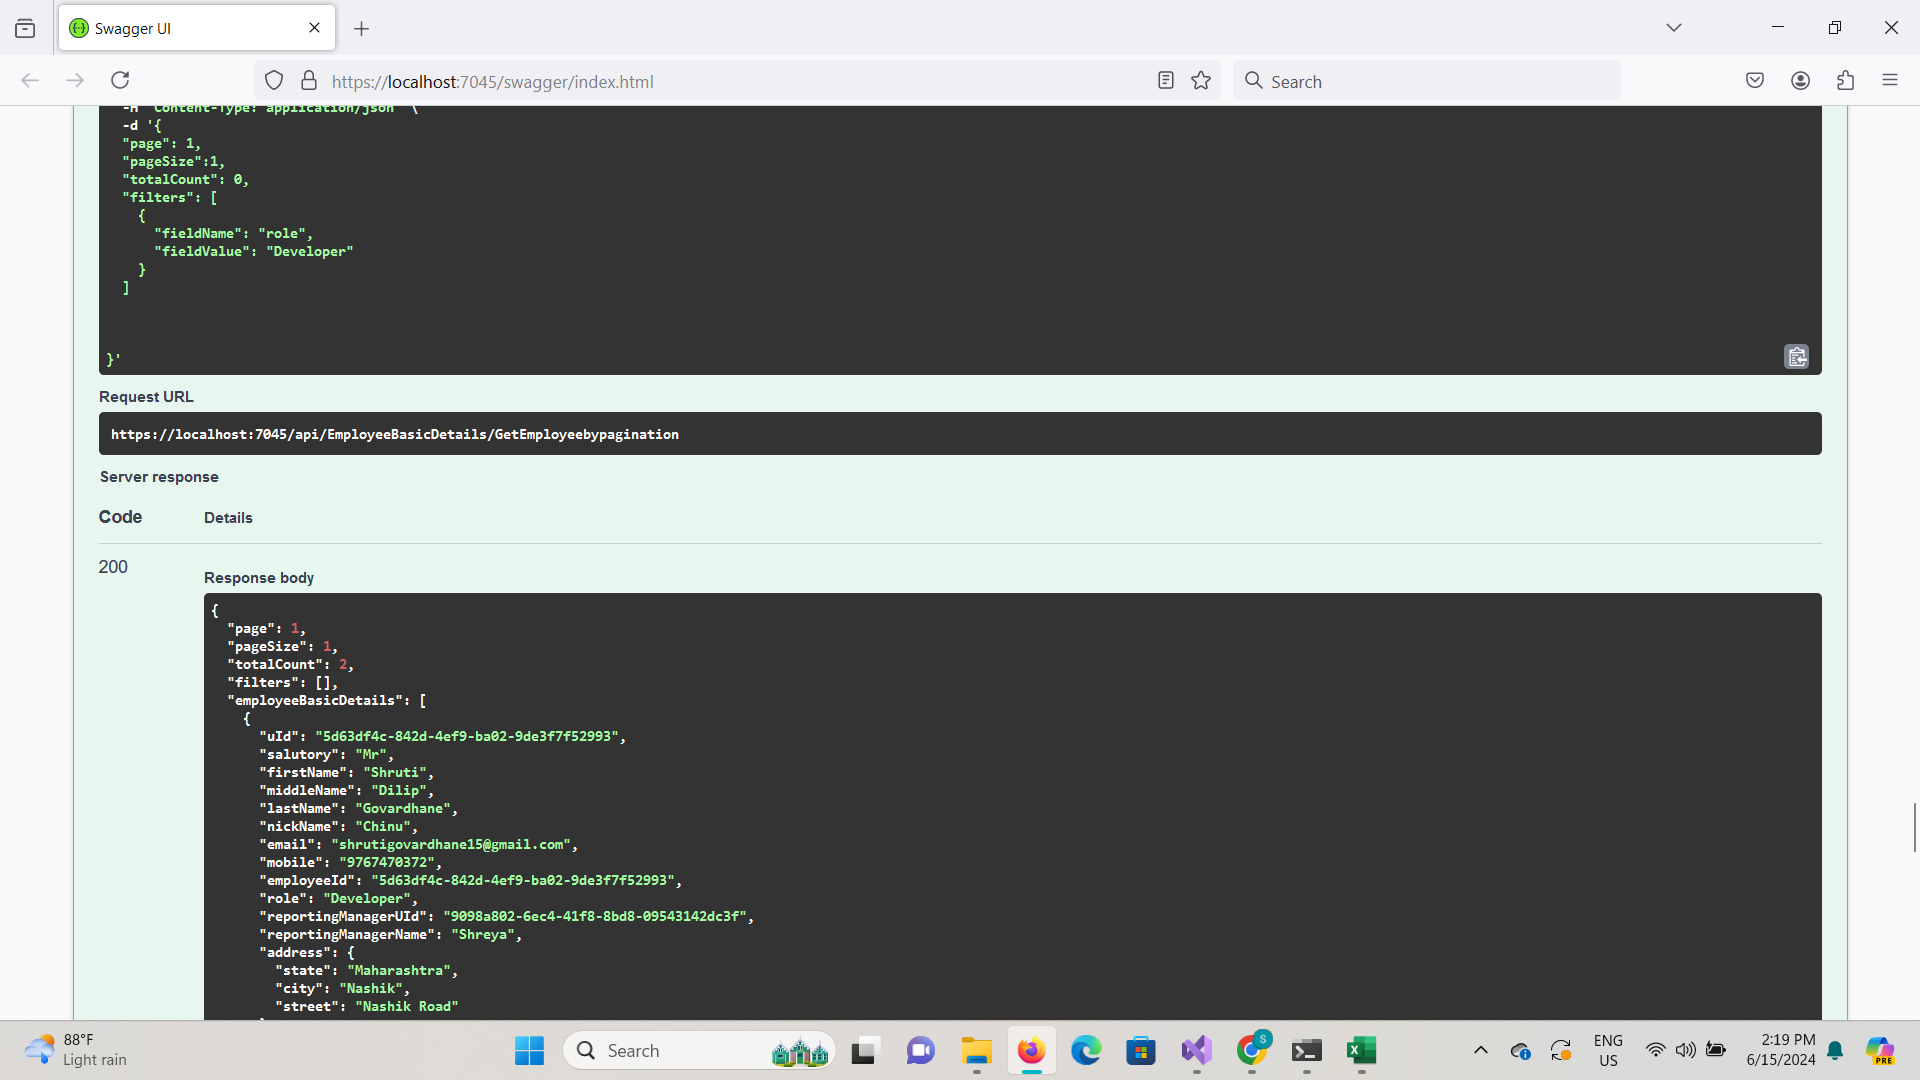 Swagger UI
https://localhost:7045/swagger/index.html
Search
-H 'Content-Type: application/json' \
-d '{
"page": 1,
"pageSize":1,
"totalCount": 0,
"filters": [
{
"fieldName": "role",
"fieldValue": "Developer"
}
]
}'
Request URL
https://localhost:7045/api/EmployeeBasicDetails/GetEmployeebypagination
Server response
Code Details
200
Response body
{
"page": 1,
"pageSize": 1,
"totalCount": 2,
"filters": [],
"employeeBasicDetails": [
{
"uId": "5d63df4c-842d-4ef9-ba02-9de3f7f52993",
"salutory": "Mr",
"firstName": "Shruti",
"middleName": "Dilip",
"lastName": "Govardhane",
"nickName": "Chinu",
"email": "shrutigovardhane15@gmail.com",
"mobile": "9767470372",
"employeeId": "5d63df4c-842d-4ef9-ba02-9de3f7f52993",
"role": "Developer",
"reportingManagerUId": "9098a802-6ec4-41f8-8bd8-09543142dc3f",
"reportingManagerName": "Shreya",
"address": {
"state": "Maharashtra",
"city": "Nashik",
"street": "Nashik Road"
88°F
Light rain
Search
S
ENG
US
2:19 PM
6/15/2024
PRE